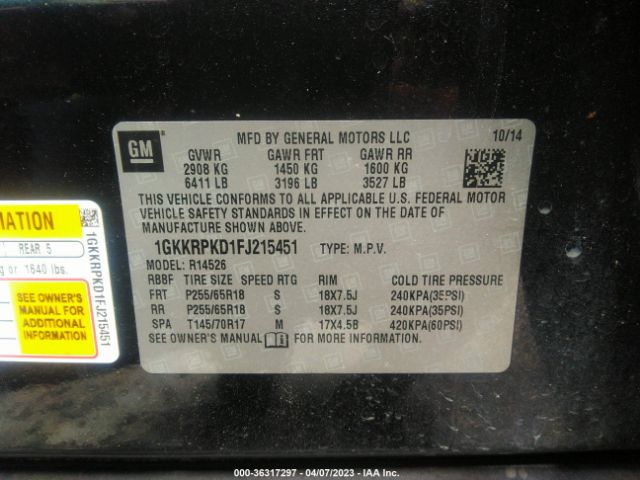 MFD BY GENERAL MOTORS LLC 10/14
GM
GVWR GAWR FRT GAWR RR
2908 KG 1450 KG 1600 KG
6411 LB 3196 LB 3527 LB
THIS VEHICLE CONFORMS TO ALL APPLICABLE U.S. FEDERAL MOTOR
VEHICLE SAFETY STANDARDS IN EFFECT ON THE DATE OF
MANUFACTURE SHOWN ABOVE.
1GKKRPKD1FJ215451 TYPE: M.P.V.
MODEL: R14526
RBBF TIRE SIZE SPEED RTG RIM COLD TIRE PRESSURE
FRT P255/65R18 S 18X7.5J 240KPA(35PSI)
RR P255/65R18 S 18X7.5J 240KPA(35PSI)
SPA T145/70R17 M 17X4.5B 420KPA(60PSI)
SEE OWNER'S MANUAL FOR MORE INFORMATION.
REAR 5
or 1640 lbs.
SEE OWNER'S
MANUAL FOR
ADDITIONAL
INFORMATION
1GKKRPKD1FJ215451
000-36317297 - 04/07/2023 - IAA Inc.